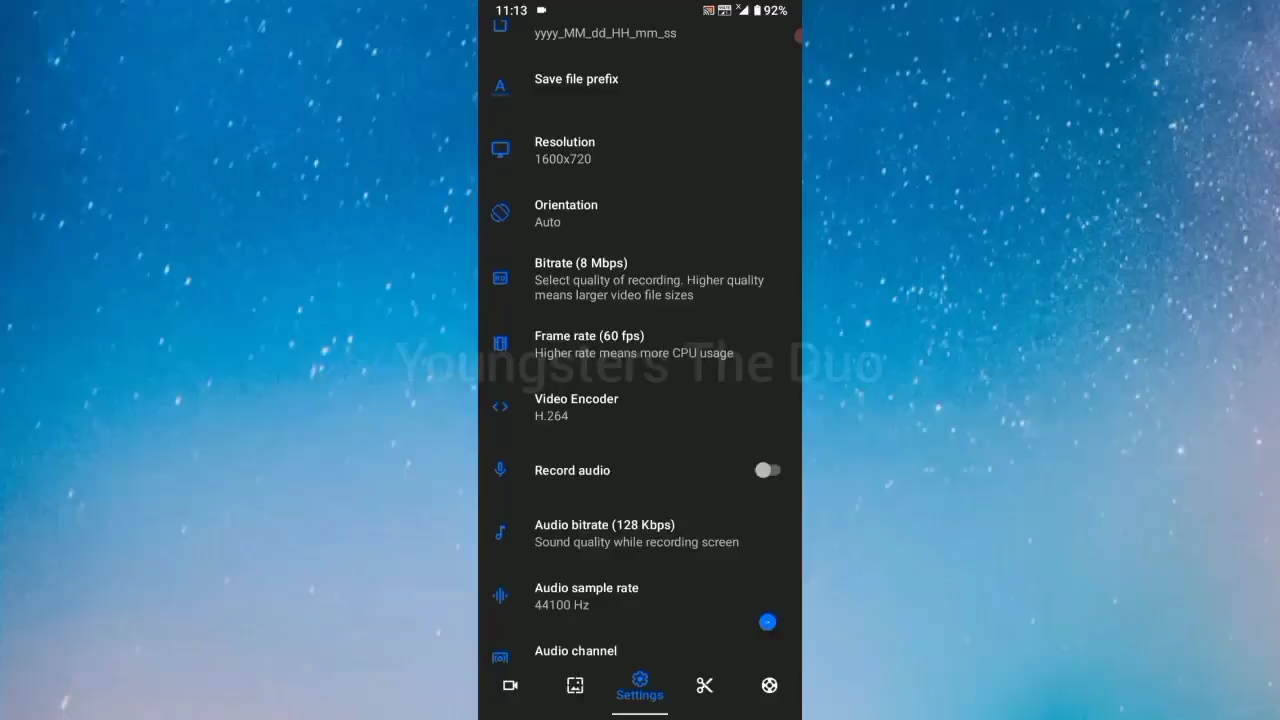 11:13
92%
yyyy_MM_dd_HH_mm_ss
Save file prefix
Resolution
1600x720
Orientation
Auto
Bitrate (8 Mbps)
Select quality of recording. Higher quality
means larger video file sizes
Frame rate (60 fps)
Higher rate means more CPU usage
Youngsters The Duo
Video Encoder
H.264
Record audio
Audio bitrate (128 Kbps)
Sound quality while recording screen
Audio sample rate
44100 Hz
Audio channel
Settings